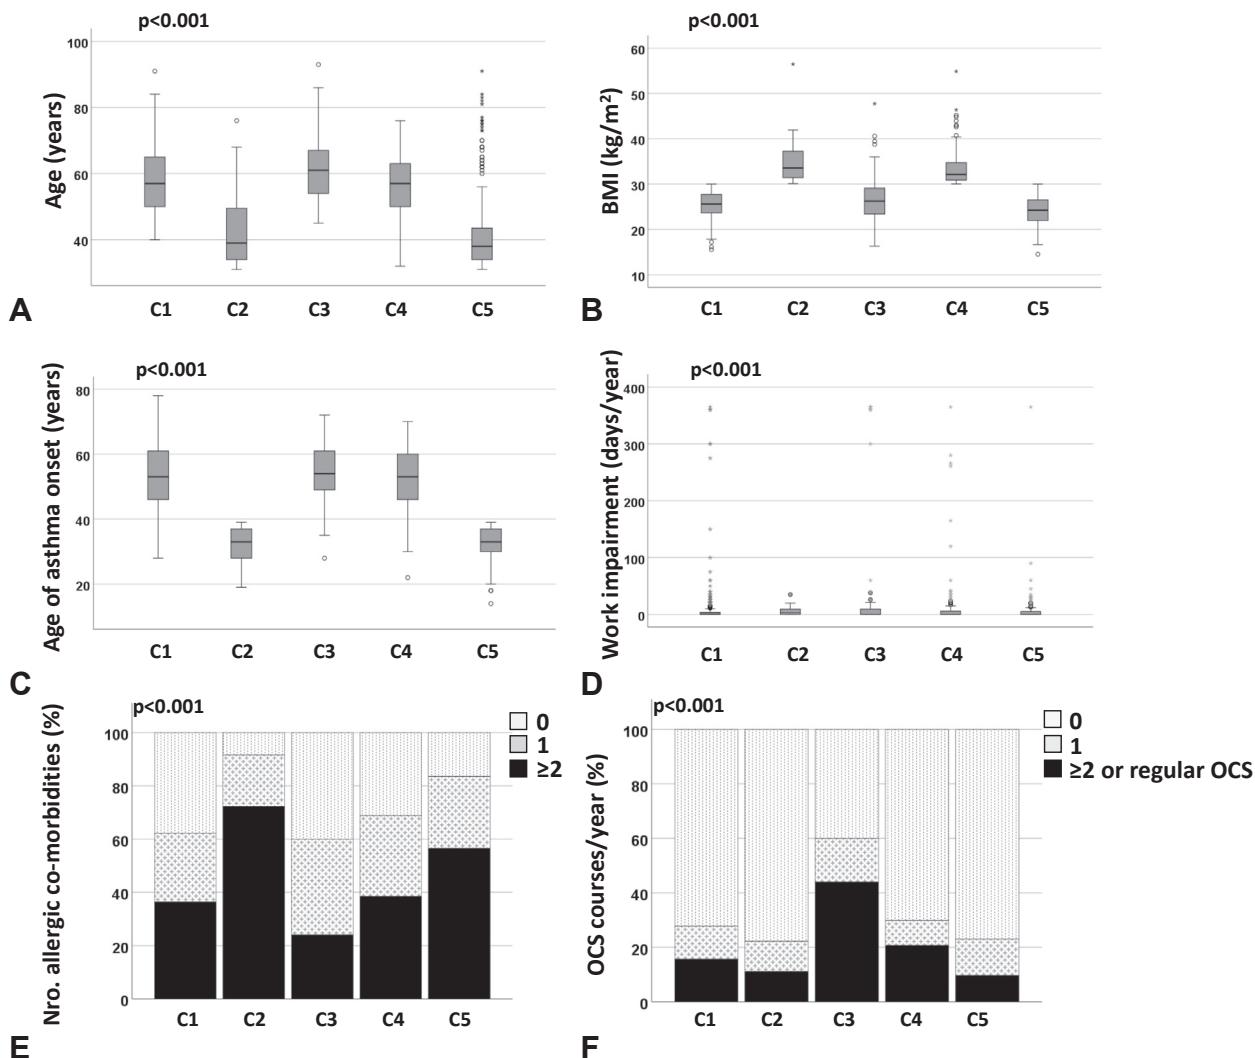 p<0.001
Age (years)
100
80
60
40
C1 C2 C3 C4 C5
A
p<0.001
BMI (kg/m²)
60
50
40
30
20
10
C1 C2 C3 C4 C5
B
p<0.001
Age of asthma onset (years)
80
60
40
20
C1 C2 C3 C4 C5
C
p<0.001
Work impairment (days/year)
400
300
200
100
0
C1 C2 C3 C4 C5
D
p<0.001
Nro. allergic co-morbidities (%)
100
80
60
40
20
0
C1 C2 C3 C4 C5
0
1
≥2
E
p<0.001
OCS courses/year (%)
100
80
60
40
20
0
C1 C2 C3 C4 C5
0
1
≥2 or regular OCS
F